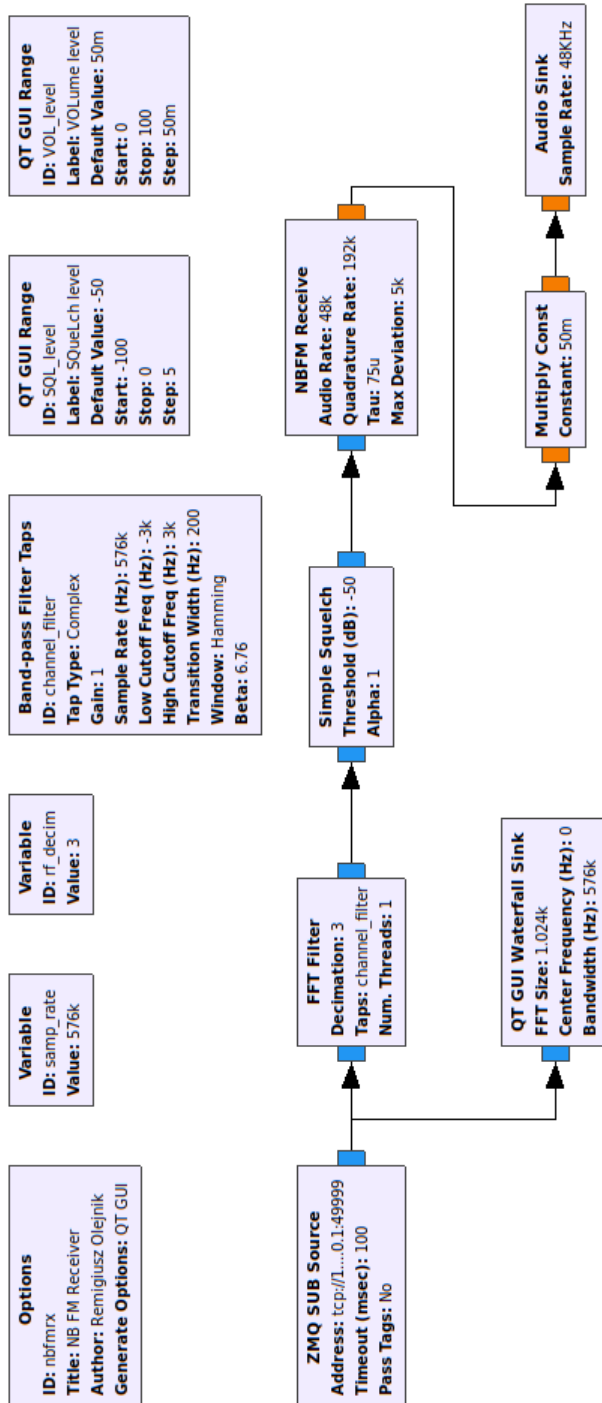 Options
ID: nbfmrx
Title: NB FM Receiver
Author: Remigiusz Olejnik
Generate Options: QT GUI
Variable
ID: samp_rate
Value: 576k
Variable
ID: rf_decim
Value: 3
Band-pass Filter Taps
ID: channel_filter
Tap Type: Complex
Gain: 1
Sample Rate (Hz): 576k
Low Cutoff Freq (Hz): -3k
High Cutoff Freq (Hz): 3k
Transition Width (Hz): 200
Window: Hamming
Beta: 6.76
QT GUI Range
ID: SQL_level
Label: SQueLch level
Default Value: -50
Start: -100
Stop: 0
Step: 5
QT GUI Range
ID: VOL_level
Label: VOLume level
Default Value: 50m
Start: 0
Stop: 100
Step: 50m
ZMQ SUB Source
Address: tcp://1....0.1:49999
Timeout (msec): 100
Pass Tags: No
FFT Filter
Decimation: 3
Taps: channel_filter
Num. Threads: 1
Simple Squelch
Threshold (dB): -50
Alpha: 1
NBFM Receive
Audio Rate: 48k
Quadrature Rate: 192k
Tau: 75u
Max Deviation: 5k
QT GUI Waterfall Sink
FFT Size: 1.024k
Center Frequency (Hz): 0
Bandwidth (Hz): 576k
Multiply Const
Constant: 50m
Audio Sink
Sample Rate: 48KHz